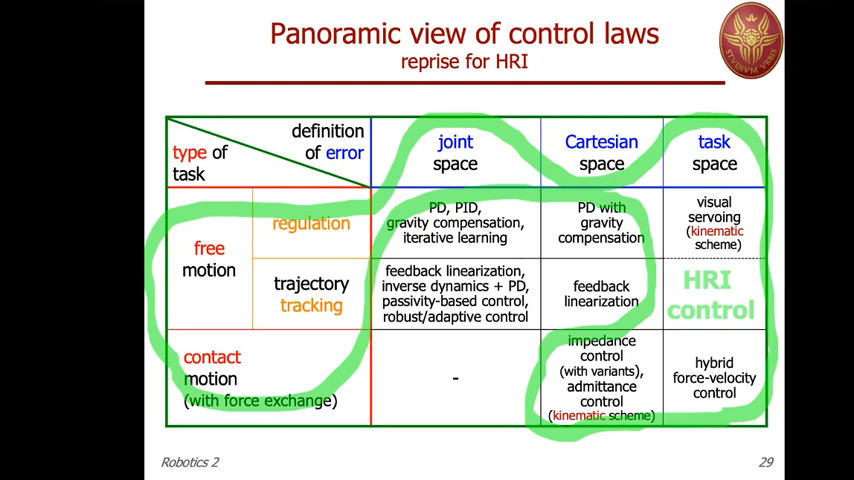 Panoramic view of control laws
reprise for HRI
STVDIVM VRBIS
definition
of error
type of
task
joint
space
Cartesian
space
task
space
free
motion
regulation
PD, PID,
gravity compensation,
iterative learning
PD with
gravity
compensation
visual
servoing
(kinematic
scheme)
trajectory
tracking
feedback linearization,
inverse dynamics + PD,
passivity-based control,
robust/adaptive control
feedback
linearization
HRI
control
contact
motion
(with force exchange)
-
impedance
control
(with variants),
admittance
control
(kinematic scheme)
hybrid
force-velocity
control
Robotics 2
29